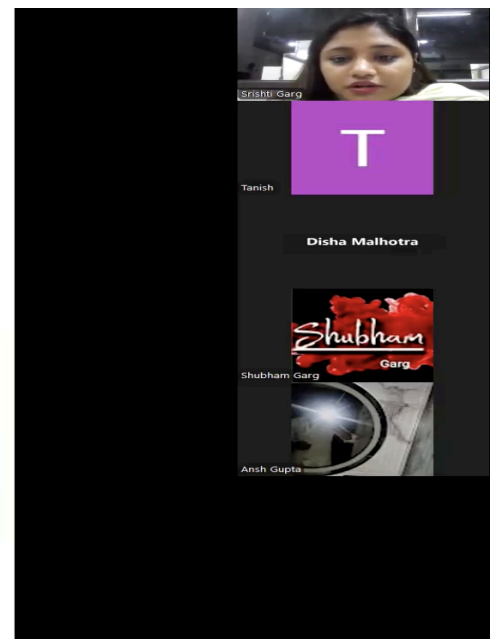 Srishti Garg
T
Tanish
Disha Malhotra
Shubham
Garg
Shubham Garg
Ansh Gupta